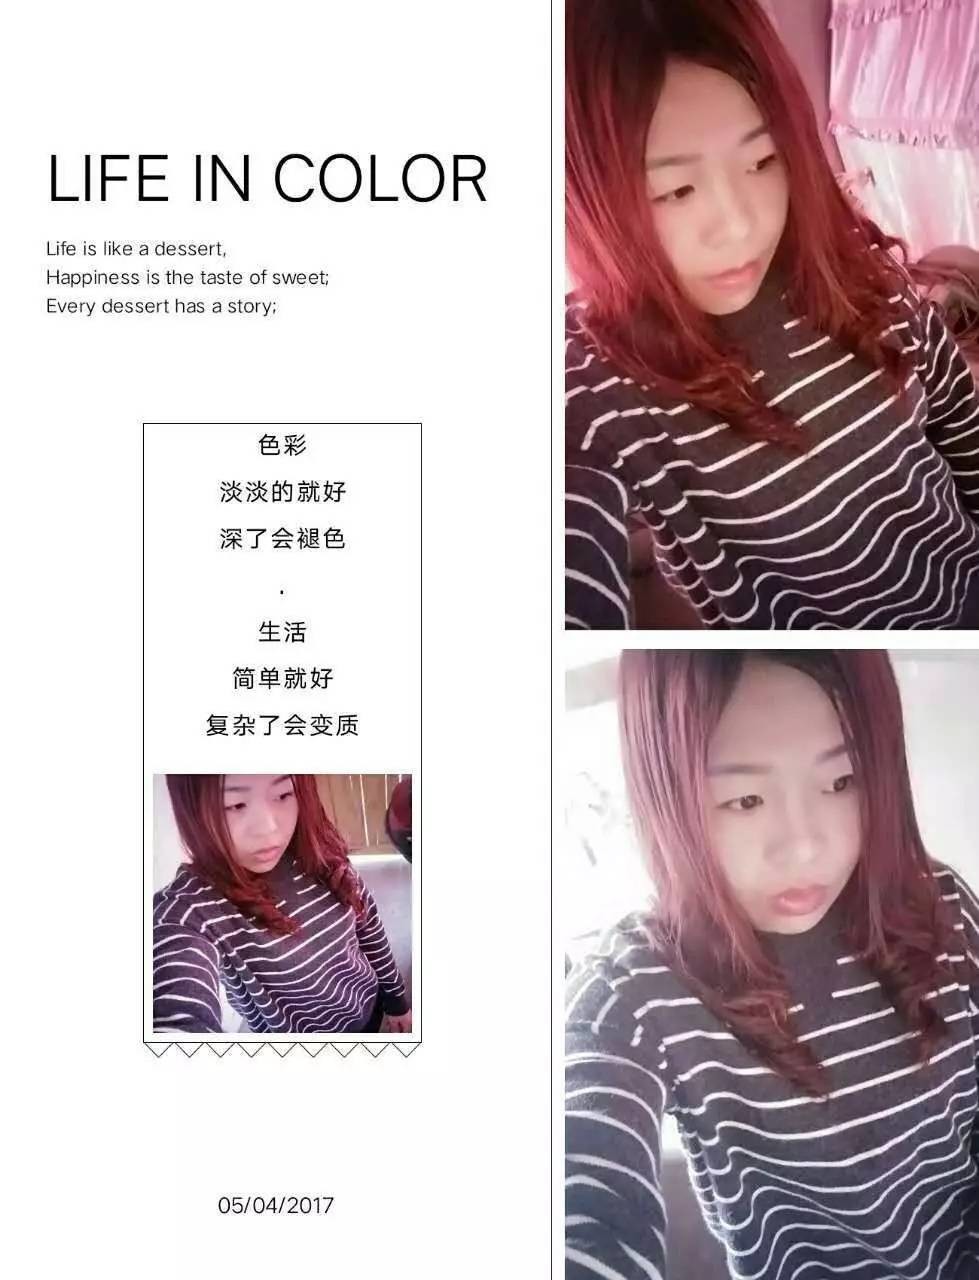 LIFE IN COLOR
Life is like a dessert,
Happiness is the taste of sweet;
Every dessert has a story;
色彩
淡淡的就好
深了会褪色
.
生活
简单就好
复杂了会变质
05/04/2017